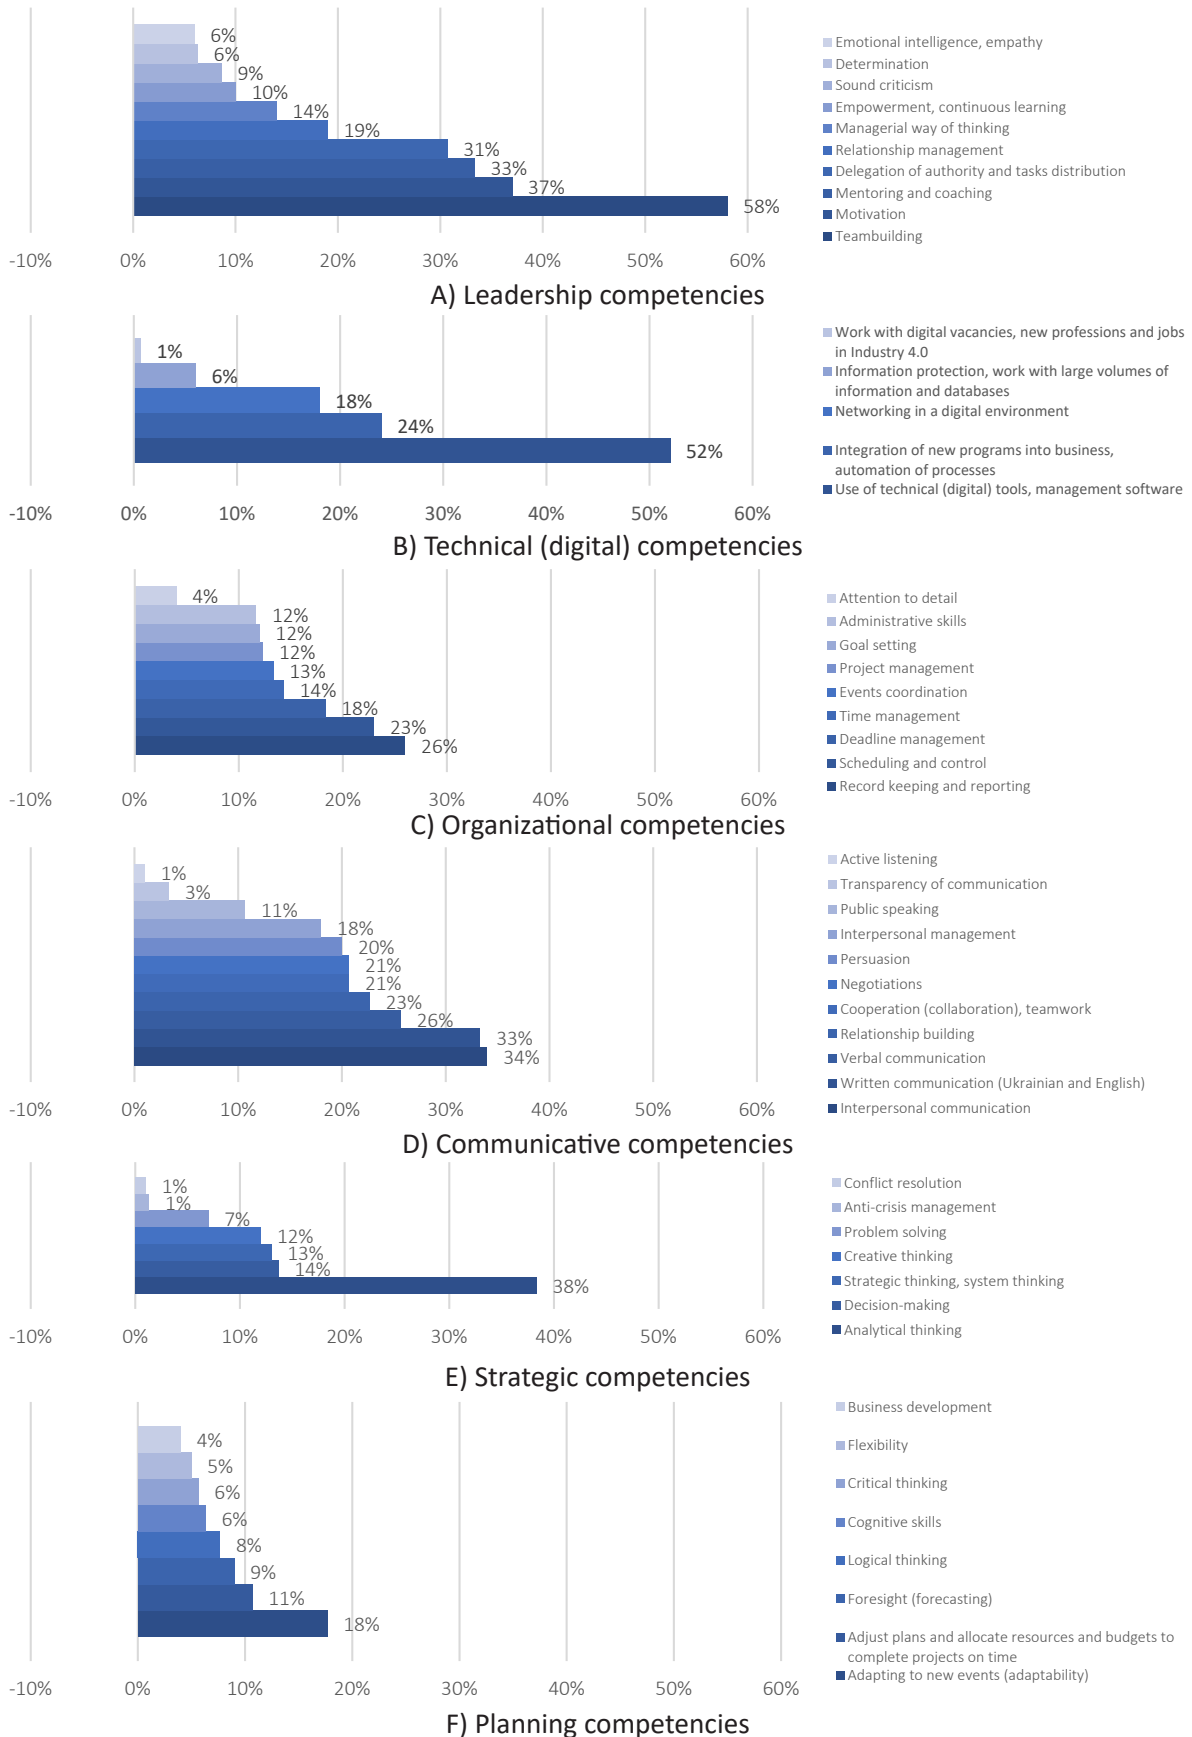 6%
6%
9%
10%
14%
19%
31%
33%
37%
58%
Emotional intelligence, empathy
Determination
Sound criticism
Empowerment, continuous learning
Managerial way of thinking
Relationship management
Delegation of authority and tasks distribution
Mentoring and coaching
Motivation
Teambuilding
-10% 0% 10% 20% 30% 40% 50% 60%
A) Leadership competencies
1%
6%
18%
24%
52%
Work with digital vacancies, new professions and jobs
in Industry 4.0
Information protection, work with large volumes of
information and databases
Networking in a digital environment
Integration of new programs into business,
automation of processes
Use of technical (digital) tools, management software
-10% 0% 10% 20% 30% 40% 50% 60%
B) Technical (digital) competencies
4%
12%
12%
12%
13%
14%
18%
23%
26%
Attention to detail
Administrative skills
Goal setting
Project management
Events coordination
Time management
Deadline management
Scheduling and control
Record keeping and reporting
-10% 0% 10% 20% 30% 40% 50% 60%
C) Organizational competencies
1%
3%
11%
18%
20%
21%
21%
23%
26%
33%
34%
Active listening
Transparency of communication
Public speaking
Interpersonal management
Persuasion
Negotiations
Cooperation (collaboration), teamwork
Relationship building
Verbal communication
Written communication (Ukrainian and English)
Interpersonal communication
-10% 0% 10% 20% 30% 40% 50% 60%
D) Communicative competencies
1%
1%
7%
12%
13%
14%
38%
Conflict resolution
Anti-crisis management
Problem solving
Creative thinking
Strategic thinking, system thinking
Decision-making
Analytical thinking
-10% 0% 10% 20% 30% 40% 50% 60%
E) Strategic competencies
4%
5%
6%
6%
8%
9%
11%
18%
Business development
Flexibility
Critical thinking
Cognitive skills
Logical thinking
Foresight (forecasting)
Adjust plans and allocate resources and budgets to
complete projects on time
Adapting to new events (adaptability)
-10% 0% 10% 20% 30% 40% 50% 60%
F) Planning competencies